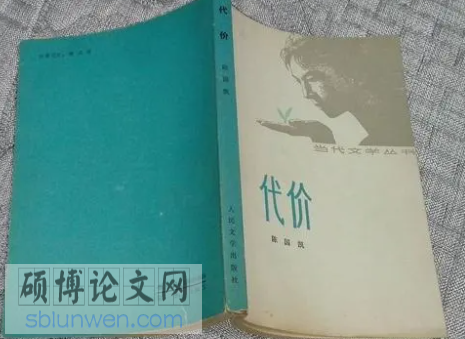 代价
陈国凯
人民文学出版社
当代文学丛书
代价
陈国凯
硕博论文网
sblunwen.com